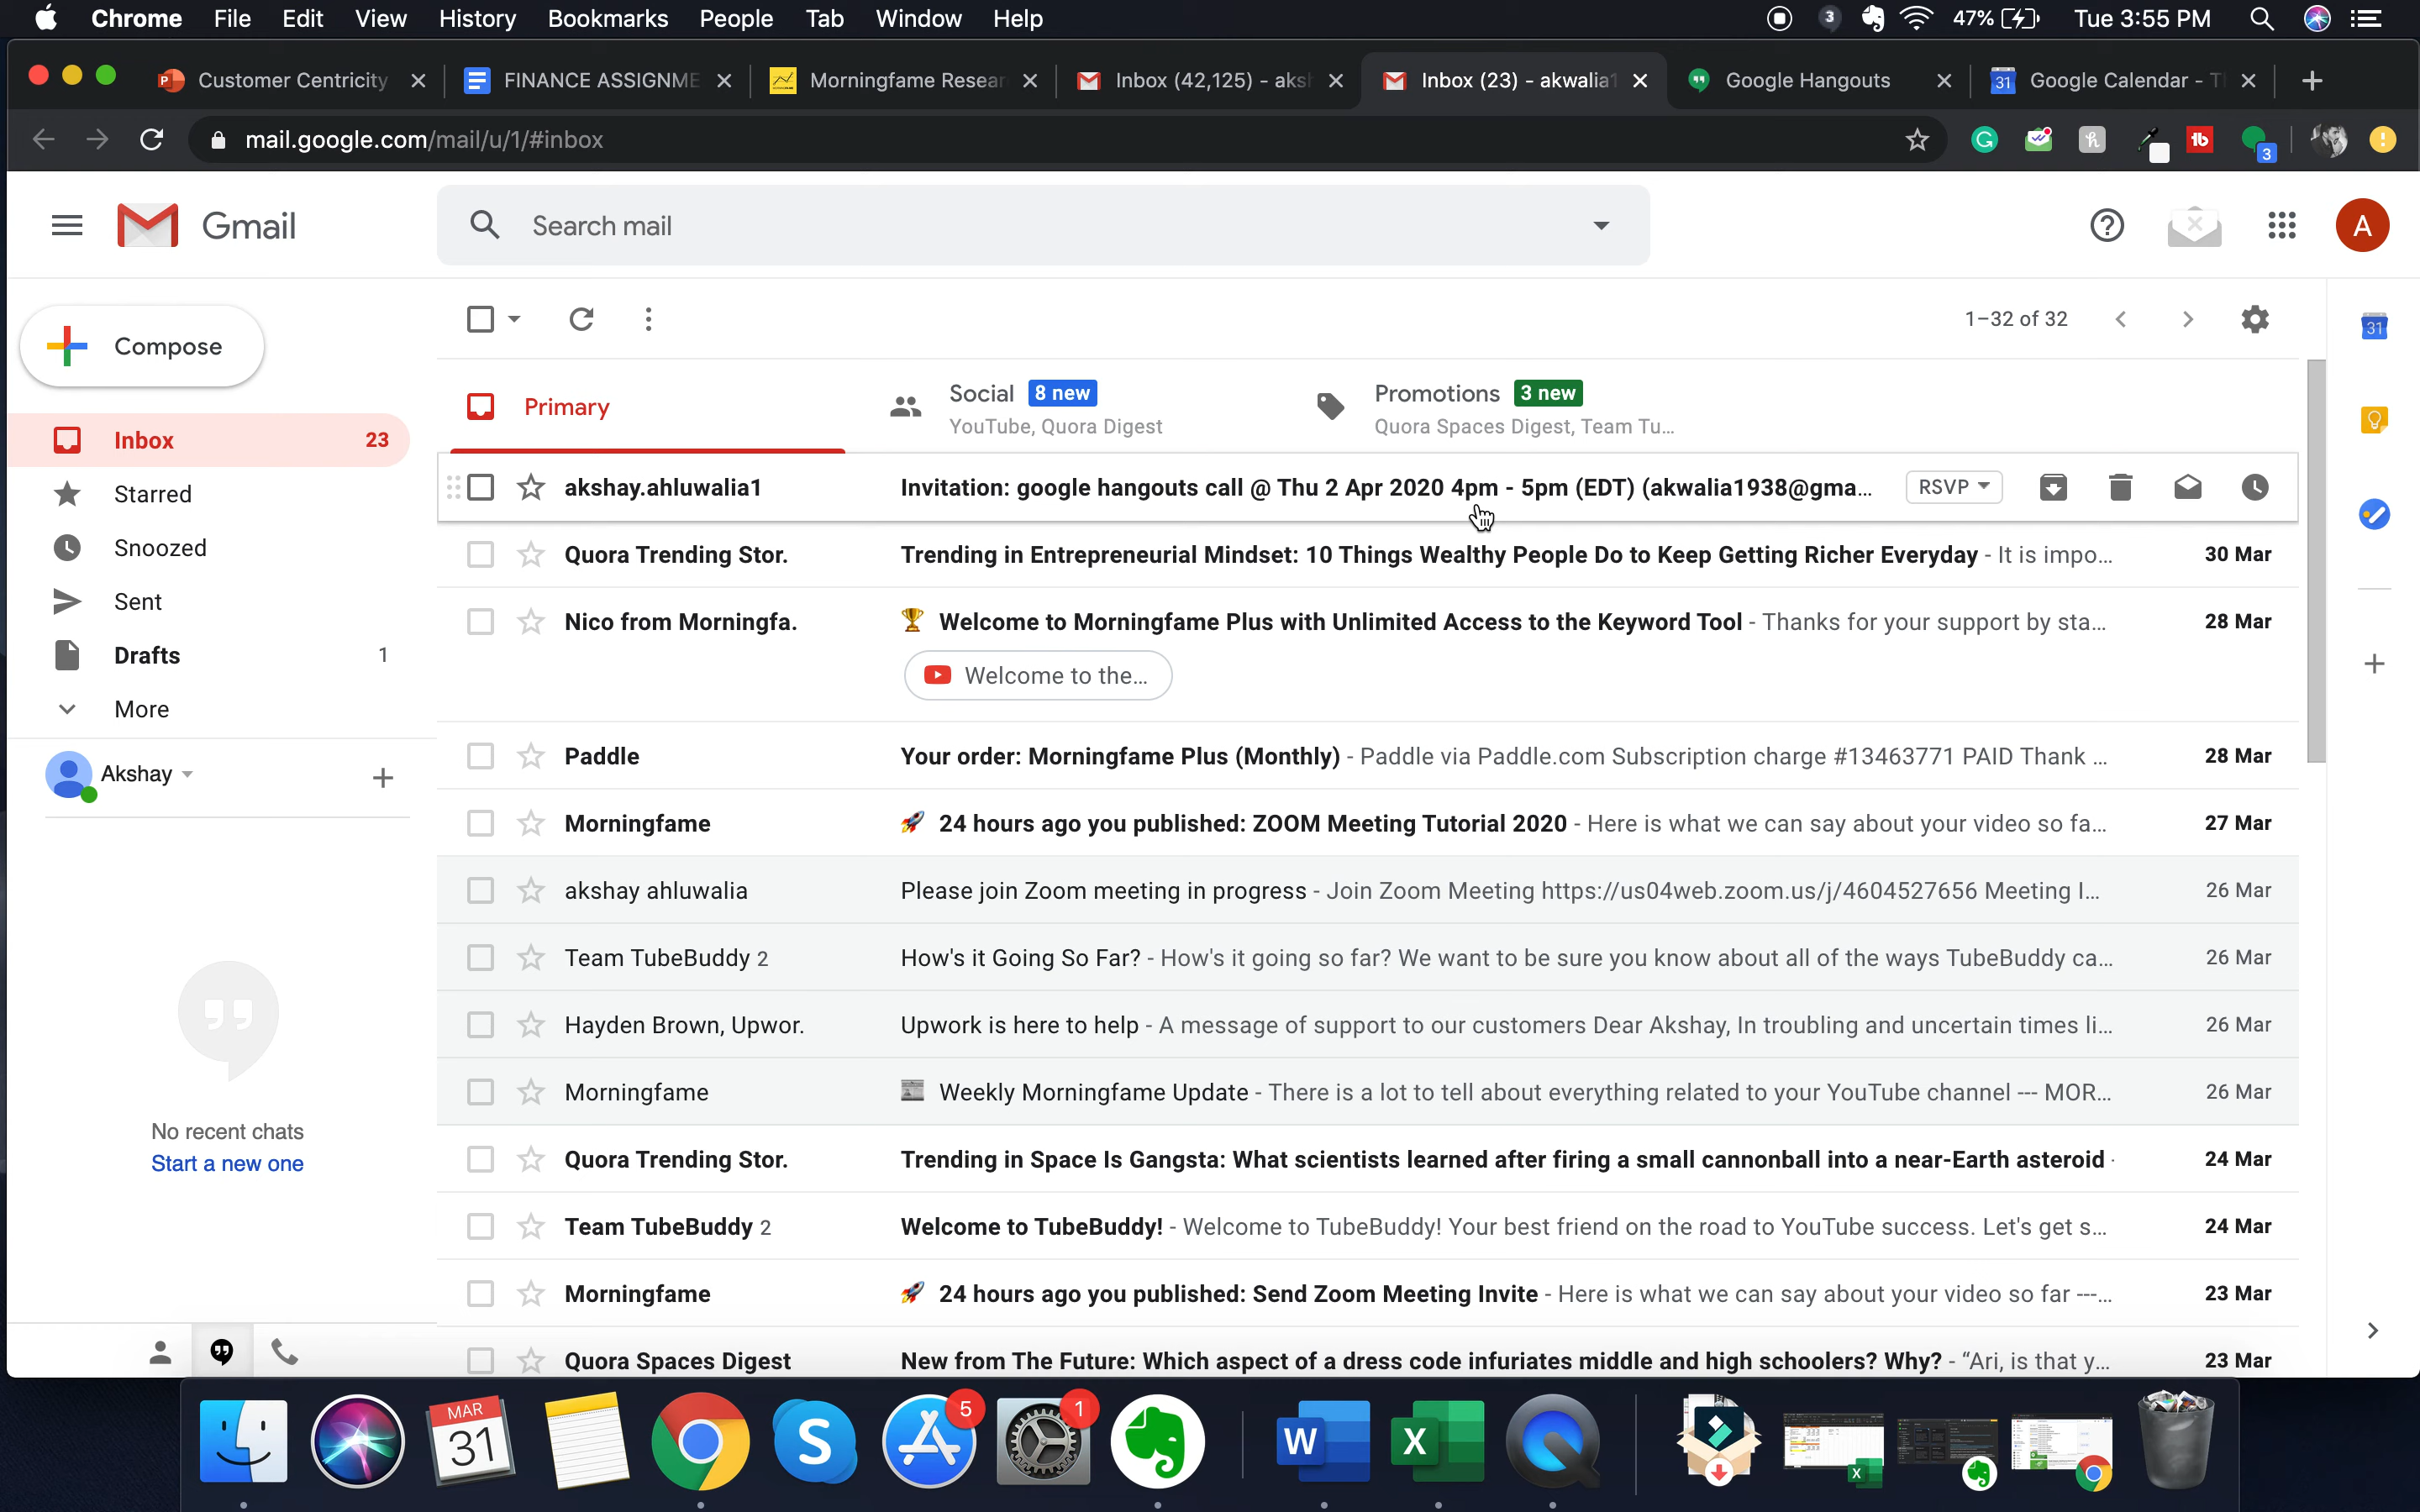 Chrome File Edit View History Bookmarks People Tab Window Help 3 47% Tue 3:55 PM
Customer Centricity FINANCE ASSIGNME Morningfame Resear Inbox (42,125) - aksh Inbox (23) - akwalia1 Google Hangouts 31 Google Calendar - T
mail.google.com/mail/u/1/#inbox 3
Gmail Search mail A
Compose 1–32 of 32 31
Primary Social 8 new Promotions 3 new
YouTube, Quora Digest Quora Spaces Digest, Team Tu...
Inbox 23
akshay.ahluwalia1 Invitation: google hangouts call @ Thu 2 Apr 2020 4pm - 5pm (EDT) (akwalia1938@gma... RSVP
Starred
Snoozed
Quora Trending Stor. Trending in Entrepreneurial Mindset: 10 Things Wealthy People Do to Keep Getting Richer Everyday - It is impo... 30 Mar
Sent
Nico from Morningfa. 🏆 Welcome to Morningfame Plus with Unlimited Access to the Keyword Tool - Thanks for your support by sta... 28 Mar
Drafts 1
Welcome to the...
More
Paddle Your order: Morningfame Plus (Monthly) - Paddle via Paddle.com Subscription charge #13463771 PAID Thank ... 28 Mar
Akshay
Morningfame 🚀 24 hours ago you published: ZOOM Meeting Tutorial 2020 - Here is what we can say about your video so fa... 27 Mar
akshay ahluwalia Please join Zoom meeting in progress - Join Zoom Meeting https://us04web.zoom.us/j/4604527656 Meeting I... 26 Mar
Team TubeBuddy 2 How's it Going So Far? - How's it going so far? We want to be sure you know about all of the ways TubeBuddy ca... 26 Mar
Hayden Brown, Upwor. Upwork is here to help - A message of support to our customers Dear Akshay, In troubling and uncertain times li... 26 Mar
Morningfame 📰 Weekly Morningfame Update - There is a lot to tell about everything related to your YouTube channel --- MOR... 26 Mar
No recent chats
Start a new one
Quora Trending Stor. Trending in Space Is Gangsta: What scientists learned after firing a small cannonball into a near-Earth asteroid · 24 Mar
Team TubeBuddy 2 Welcome to TubeBuddy! - Welcome to TubeBuddy! Your best friend on the road to YouTube success. Let's get s... 24 Mar
Morningfame 🚀 24 hours ago you published: Send Zoom Meeting Invite - Here is what we can say about your video so far ---... 23 Mar
Quora Spaces Digest New from The Future: Which aspect of a dress code infuriates middle and high schoolers? Why? - “Ari, is that y... 23 Mar
MAR
31 S 5 1 W X